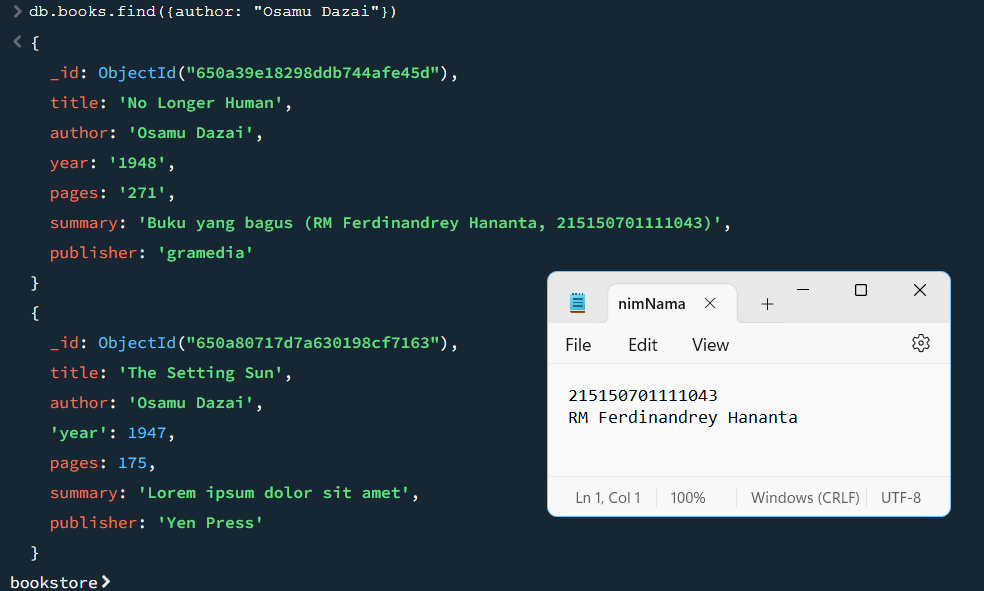 > db.books.find({author: "Osamu Dazai"})
< {
_id: ObjectId("650a39e18298ddb744afe45d"),
title: 'No Longer Human',
author: 'Osamu Dazai',
year: '1948',
pages: '271',
summary: 'Buku yang bagus (RM Ferdinandrey Hananta, 215150701111043)',
publisher: 'gramedia'
}
{
_id: ObjectId("650a80717d7a630198cf7163"),
title: 'The Setting Sun',
author: 'Osamu Dazai',
'year': 1947,
pages: 175,
summary: 'Lorem ipsum dolor sit amet',
publisher: 'Yen Press'
}
bookstore>
nimNama
File Edit View
215150701111043
RM Ferdinandrey Hananta
Ln 1, Col 1 100% Windows (CRLF) UTF-8